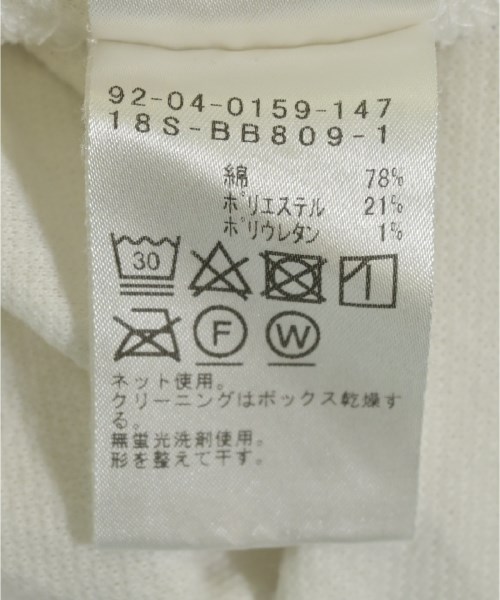 92-04-0159-147
18S-BB809-1
綿 78%
ポリエステル 21%
ポリウレタン 1%
30
F W
ネット使用。
クリーニングはボックス乾燥す
る。
無蛍光洗剤使用。
形を整えて干す。